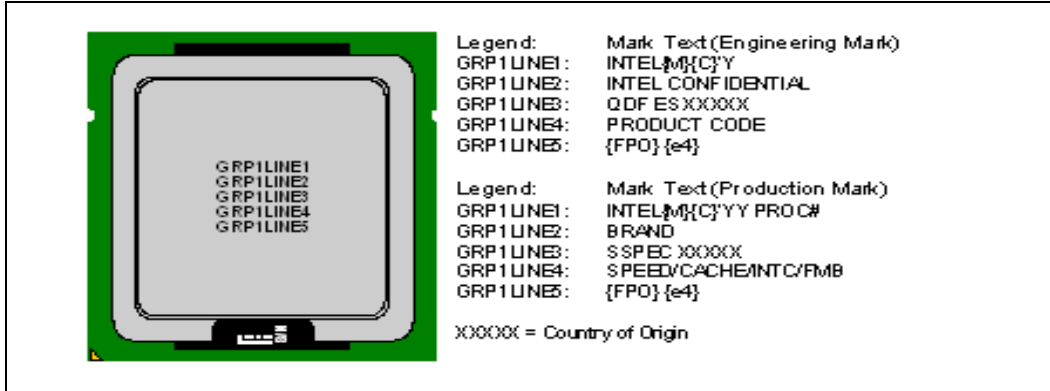 GRP1LINE1
GRP1LINE2
GRP1LINE3
GRP1LINE4
GRP1LINE5
Legend: Mark Text (Engineering Mark)
GRP1LINE1: INTEL{M}{C}'Y
GRP1LINE2: INTEL CONFIDENTIAL
GRP1LINE3: QDF ES XXXXX
GRP1LINE4: PRODUCT CODE
GRP1LINE5: {FPO} {e4}
Legend: Mark Text (Production Mark)
GRP1LINE1: INTEL{M}{C}'YY PROC#
GRP1LINE2: BRAND
GRP1LINE3: SSPEC XXXXX
GRP1LINE4: SPEED/CACHE/INTC/FMB
GRP1LINE5: {FPO} {e4}
XXXXX = Country of Origin